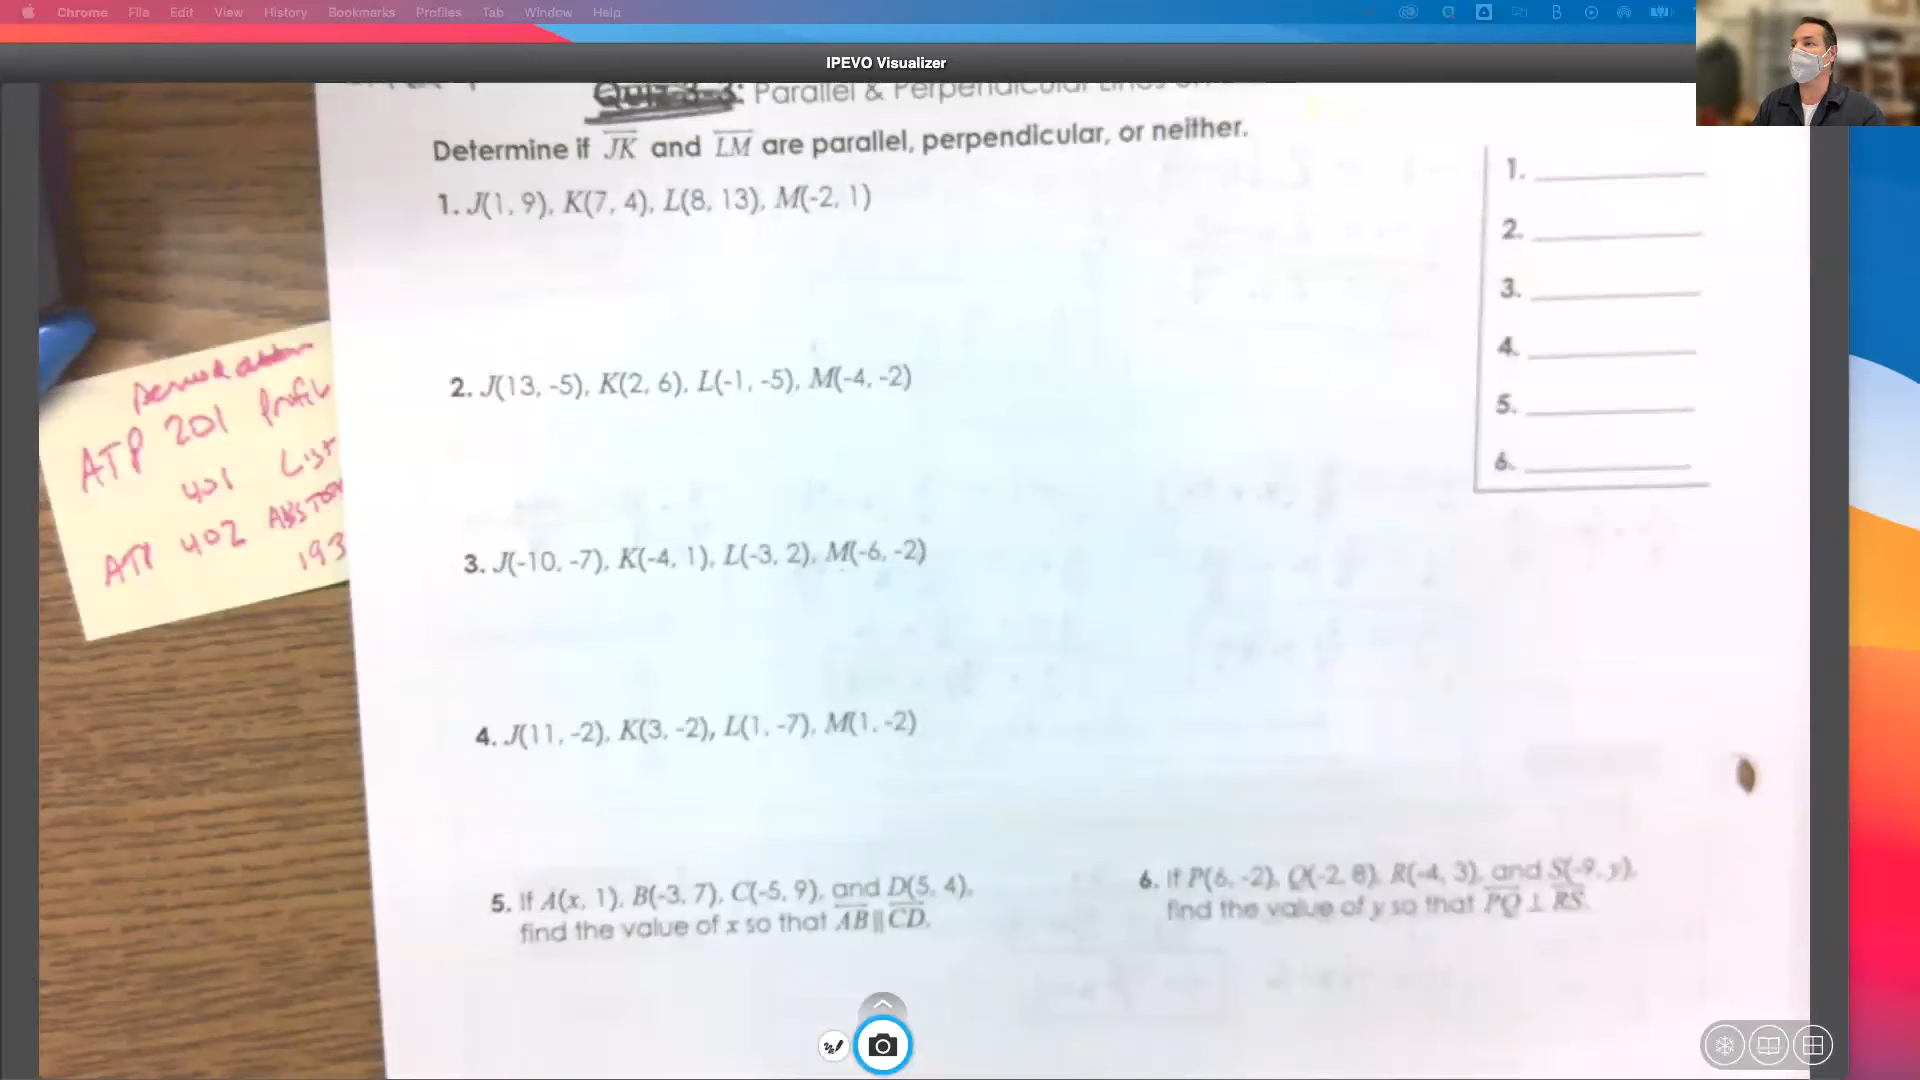 Chrome File Edit View History Bookmarks Profiles Tab Window Help
IPEVO Visualizer
Quiz 3-3: Parallel & Perpendicular Lines
Determine if JK and LM are parallel, perpendicular, or neither.
1. J(1, 9), K(7, 4), L(8, 13), M(-2, 1)
2. J(13, -5), K(2, 6), L(-1, -5), M(-4, -2)
3. J(-10, -7), K(-4, 1), L(-3, 2), M(-6, -2)
4. J(11, -2), K(3, -2), L(1, -7), M(1, -2)
5. If A(x, 1), B(-3, 7), C(-5, 9), and D(5, 4),
find the value of x so that AB || CD.
6. If P(6, -2), Q(-2, 8), R(-4, 3), and S(-9, y),
find the value of y so that PQ ⊥ RS.
1.
2.
3.
4.
5.
6.
ATP 201
401 List
ATP 402
193